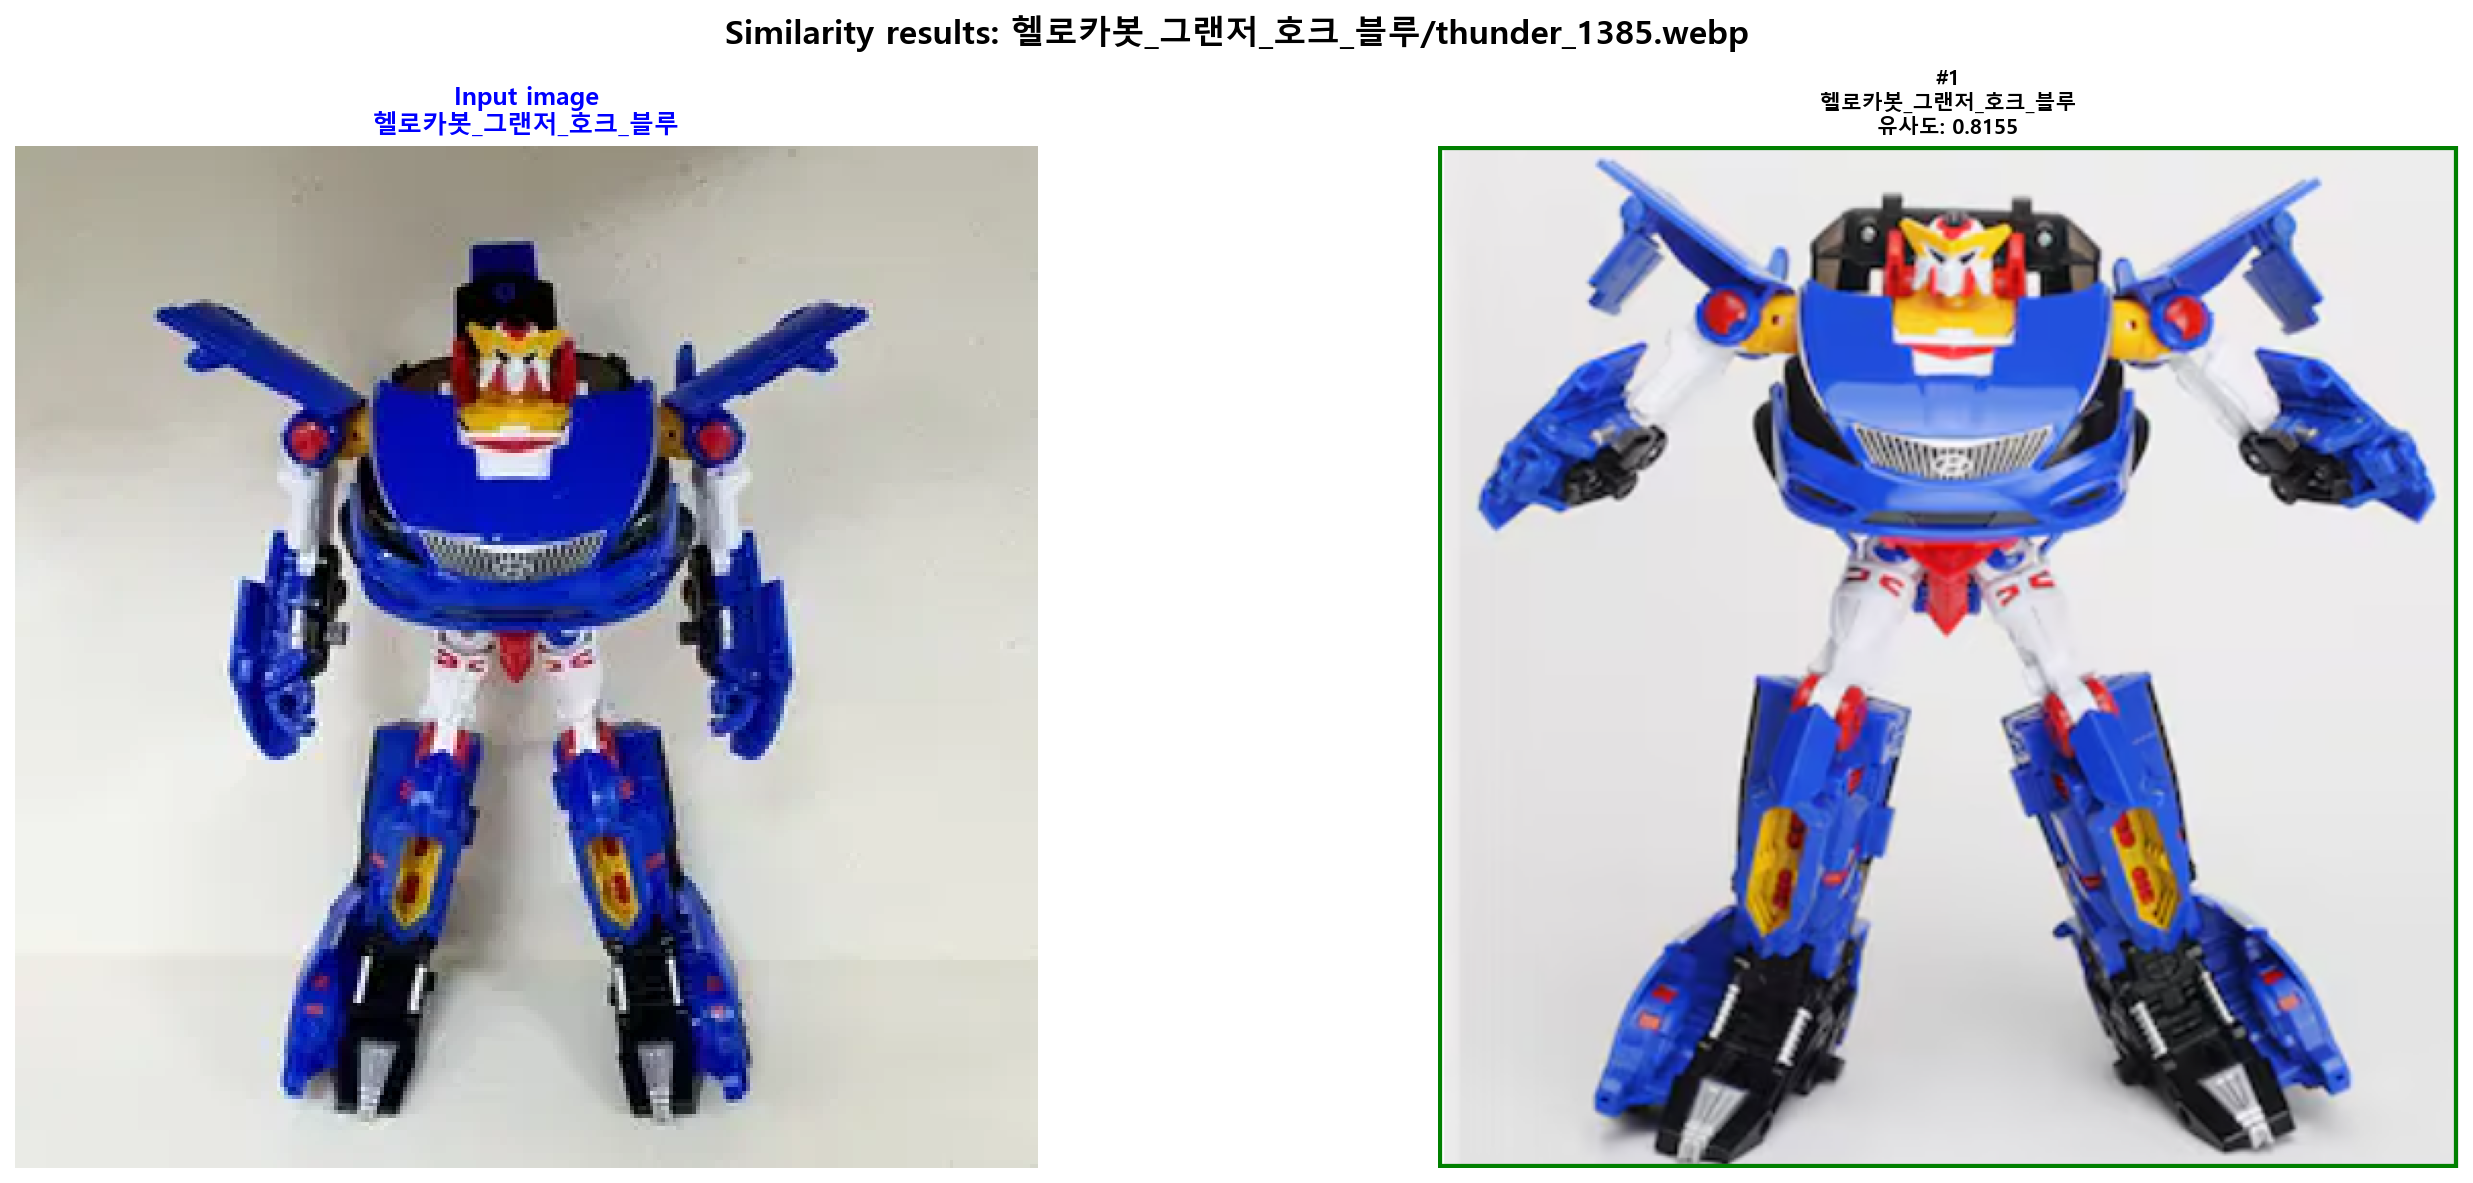 Similarity results: 헬로카봇_그랜저_호크_블루/thunder_1385.webp
Input image
헬로카봇_그랜저_호크_블루
#1
헬로카봇_그랜저_호크_블루
유사도: 0.8155